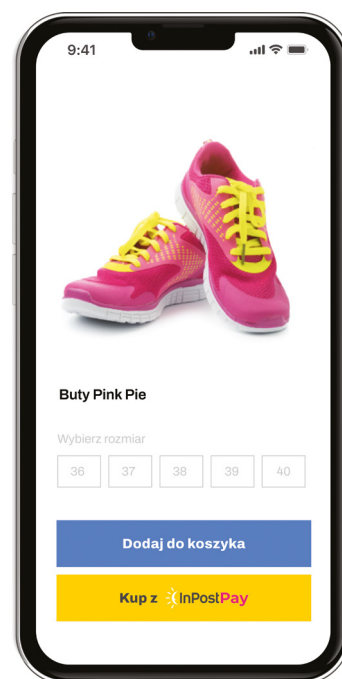 9:41
Buty Pink Pie
Wybierz rozmiar
36 37 38 39 40
Dodaj do koszyka
Kup z InPostPay